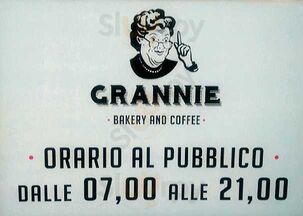 GRANNIE
· BAKERY AND COFFEE ·
· ORARIO AL PUBBLICO ·
DALLE 07,00 ALLE 21,00